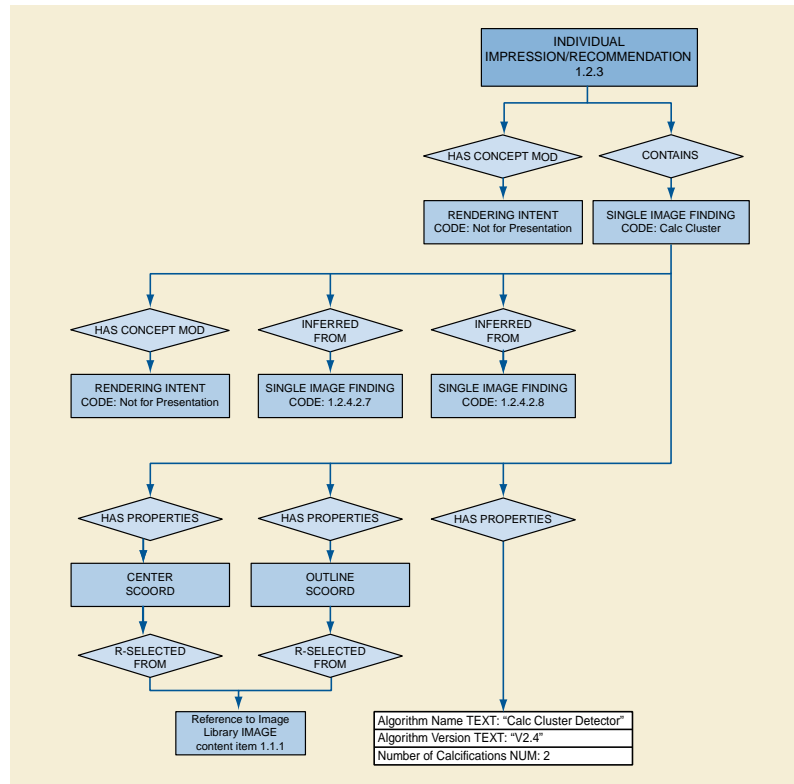 INDIVIDUAL
IMPRESSION/RECOMMENDATION
1.2.3
HAS CONCEPT MOD
CONTAINS
RENDERING INTENT
CODE: Not for Presentation
SINGLE IMAGE FINDING
CODE: Calc Cluster
HAS CONCEPT MOD
INFERRED
FROM
INFERRED
FROM
RENDERING INTENT
CODE: Not for Presentation
SINGLE IMAGE FINDING
CODE: 1.2.4.2.7
SINGLE IMAGE FINDING
CODE: 1.2.4.2.8
HAS PROPERTIES
HAS PROPERTIES
HAS PROPERTIES
CENTER
SCOORD
OUTLINE
SCOORD
R-SELECTED
FROM
R-SELECTED
FROM
Reference to Image
Library IMAGE
content item 1.1.1
Algorithm Name TEXT: “Calc Cluster Detector”
Algorithm Version TEXT: “V2.4”
Number of Calcifications NUM: 2